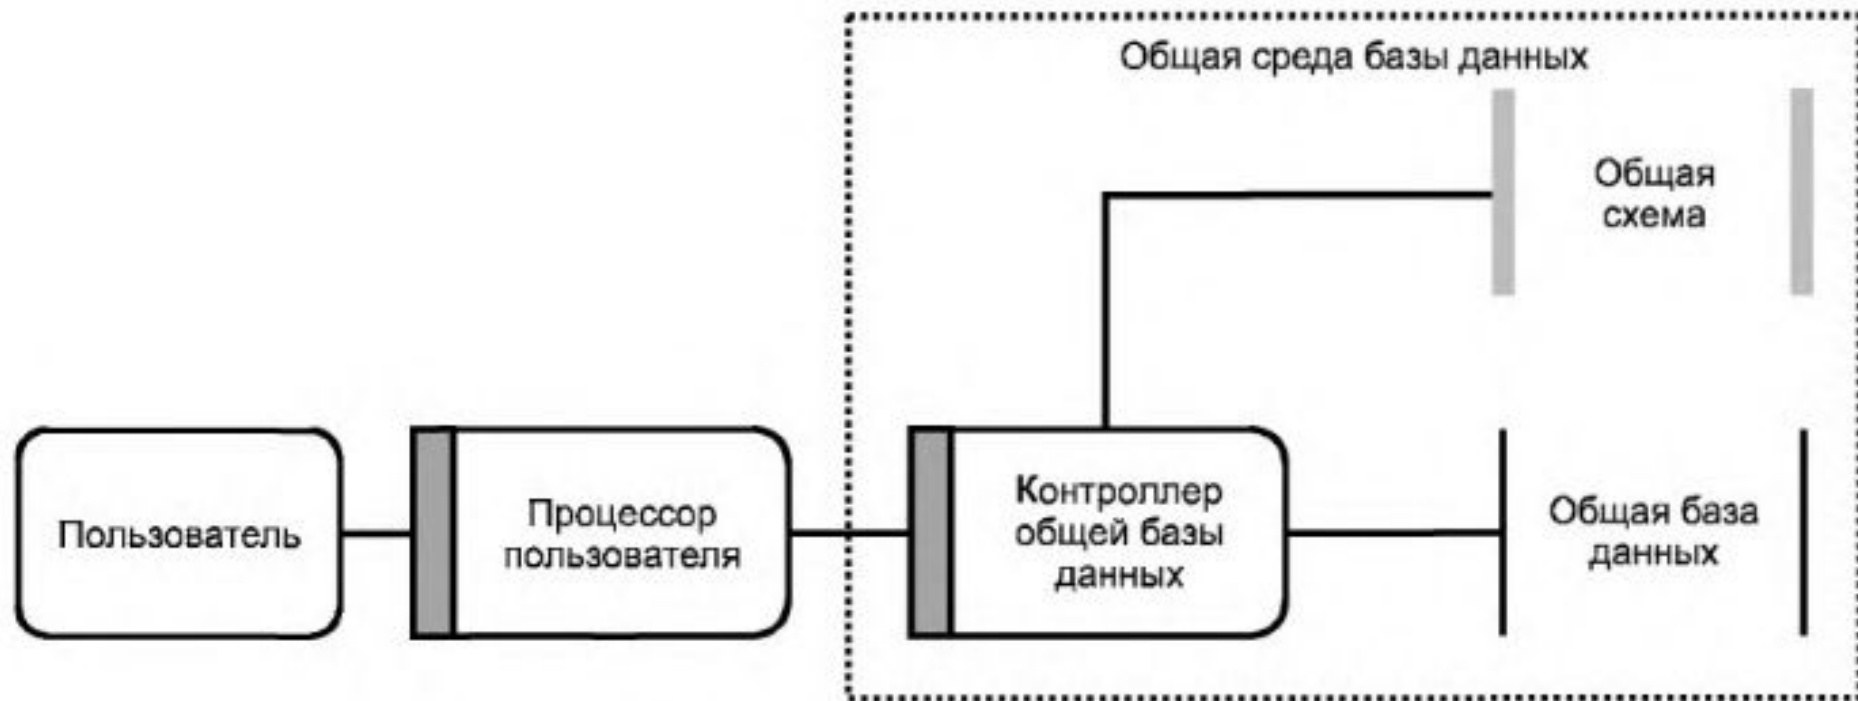 Общая среда базы данных
Общая
схема
Пользователь
Процессор
пользователя
Контроллер
общей базы
данных
Общая база
данных